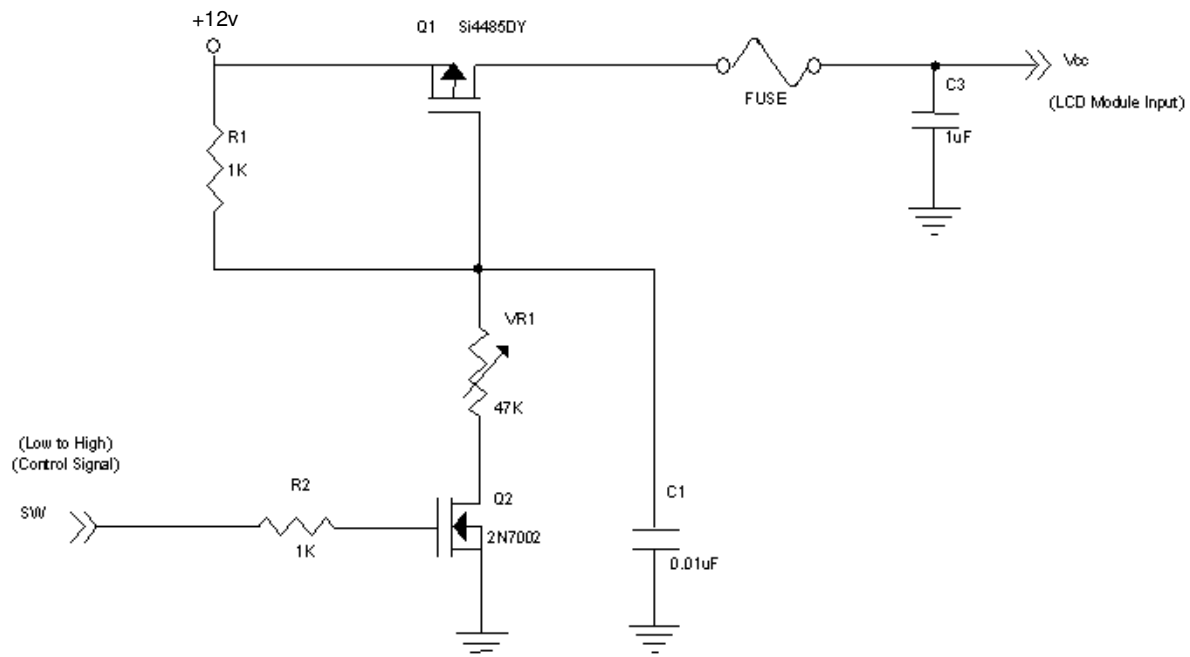 +12v
Q1 Si4485DY
FUSE
Vcc
(LCD Module Input)
C3
1uF
R1
1K
VR1
47K
(Low to High)
(Control Signal)
SW
R2
1K
Q2
2N7002
C1
0.01uF